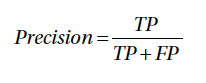 Precision = TP / TP + FP